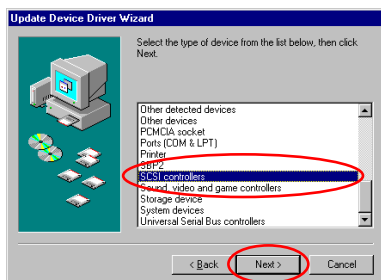 Update Device Driver Wizard
Select the type of device from the list below, then click
Next.
Other detected devices
Other devices
PCMCIA socket
Ports (COM & LPT)
Printer
SBP2
SCSI controllers
Sound, video and game controllers
Storage device
System devices
Universal Serial Bus controllers
< Back Next > Cancel